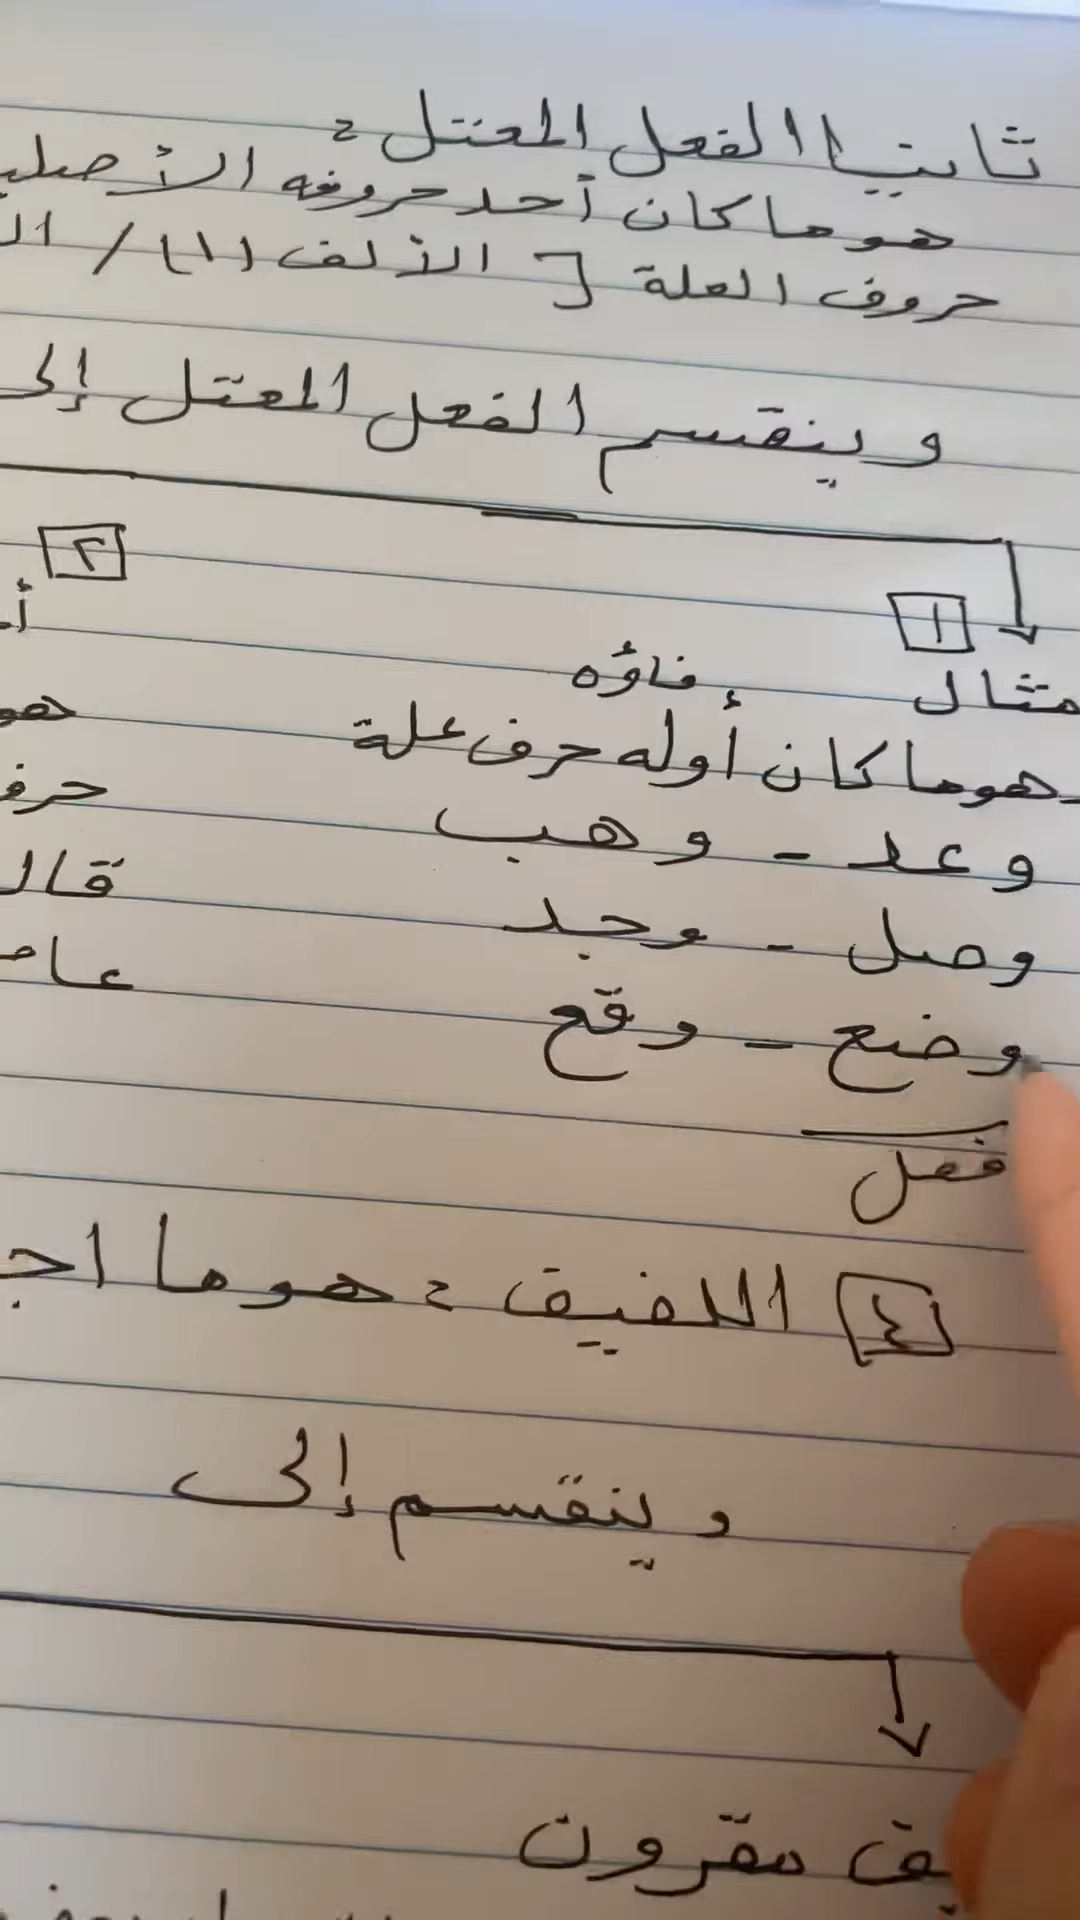 ثانيا الفعل المعتل :
هو ما كان أحد حروفه
حروف العلة [ الألف (ا) /
وينقسم الفعل المعتل إلى
١
٢
مثال
فاؤه
هو ما كان أوله حرف علة
هو
وعد - وهب
وصل - وجد
قال
وضع - وقع
فعل
٤ اللفيف : هو ما
وينقسم إلى
مقرون